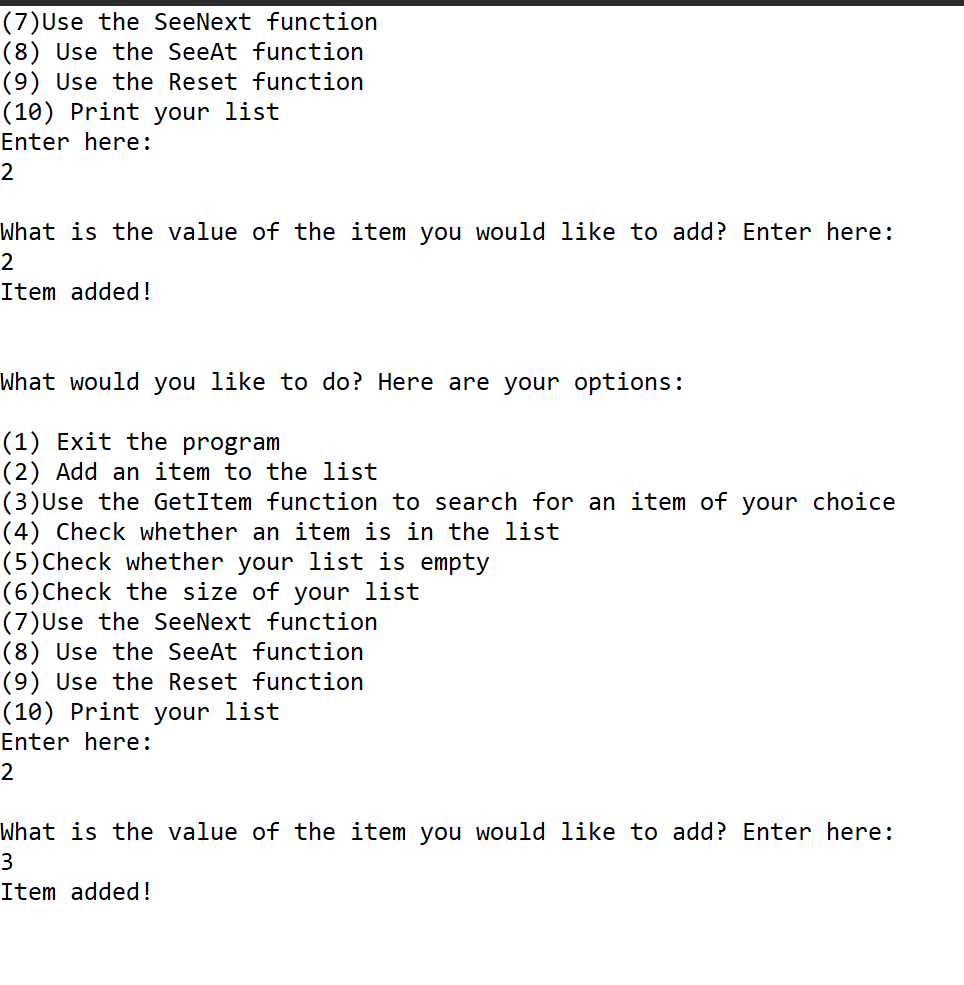 (7)Use the SeeNext function
(8) Use the SeeAt function
(9) Use the Reset function
(10) Print your list
Enter here:
2
What is the value of the item you would like to add? Enter here:
2
Item added!
What would you like to do? Here are your options:
(1) Exit the program
(2) Add an item to the list
(3)Use the GetItem function to search for an item of your choice
(4) Check whether an item is in the list
(5)Check whether your list is empty
(6)Check the size of your list
(7)Use the SeeNext function
(8) Use the SeeAt function
(9) Use the Reset function
(10) Print your list
Enter here:
2
What is the value of the item you would like to add? Enter here:
3
Item added!